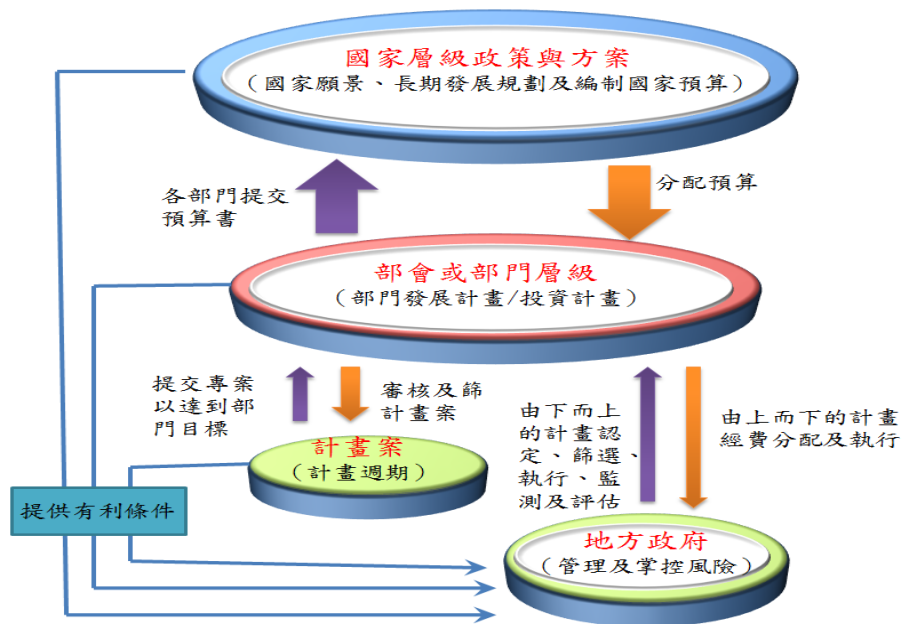 國家層級政策與方案
(國家願景、長期發展規劃及編制國家預算)
各部門提交
預算書
分配預算
部會或部門層級
(部門發展計畫/投資計畫)
提交專案
以達到部
門目標
審核及篩
計畫案
由下而上
的計畫認
定、篩選、
執行、監
測及評估
由上而下的計畫
經費分配及執行
計畫案
(計畫週期)
提供有利條件
地方政府
(管理及掌控風險)